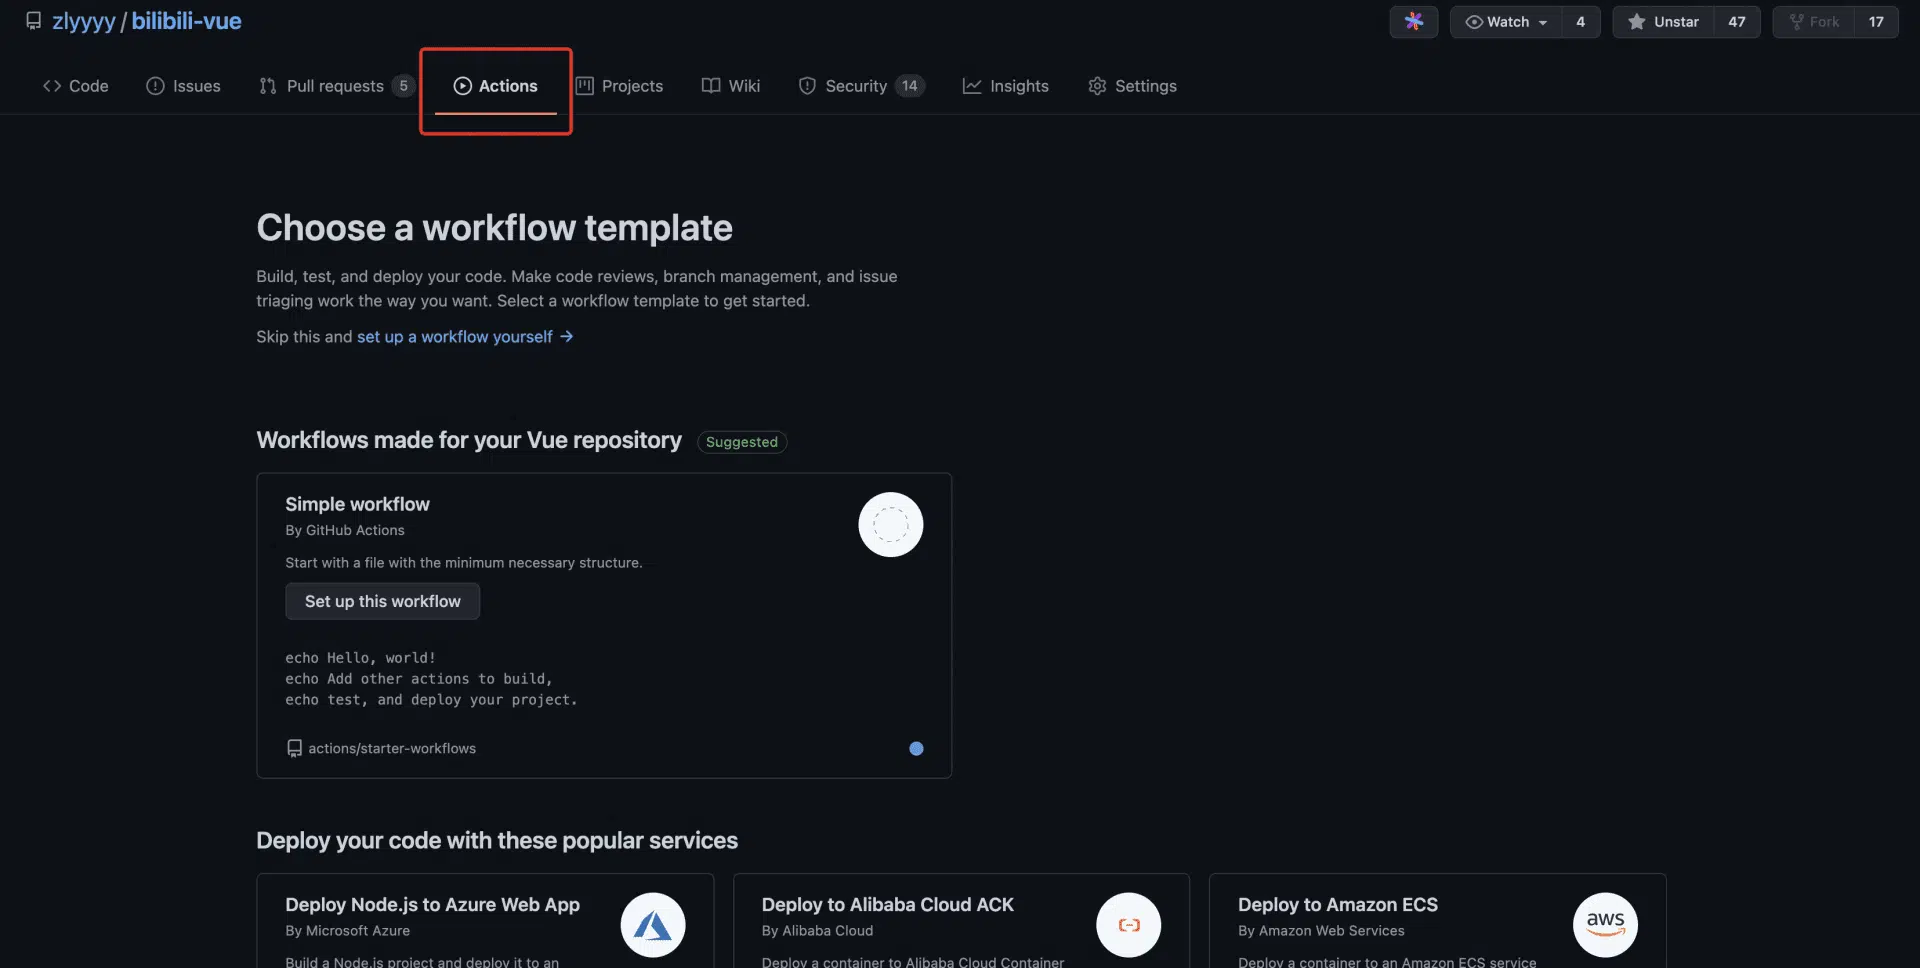 zlyyyy / bilibili-vue
Watch 4
Unstar 47
Fork 17
Code
Issues
Pull requests 5
Actions
Projects
Wiki
Security 14
Insights
Settings
Choose a workflow template
Build, test, and deploy your code. Make code reviews, branch management, and issue
triaging work the way you want. Select a workflow template to get started.
Skip this and set up a workflow yourself →
Workflows made for your Vue repository Suggested
Simple workflow
By GitHub Actions
Start with a file with the minimum necessary structure.
Set up this workflow
echo Hello, world!
echo Add other actions to build,
echo test, and deploy your project.
actions/starter-workflows
Deploy your code with these popular services
Deploy Node.js to Azure Web App
By Microsoft Azure
Build a Node.js project and deploy it to an
Deploy to Alibaba Cloud ACK
By Alibaba Cloud
Deploy a container to Alibaba Cloud Container
Deploy to Amazon ECS
By Amazon Web Services
Deploy a container to an Amazon ECS service
aws